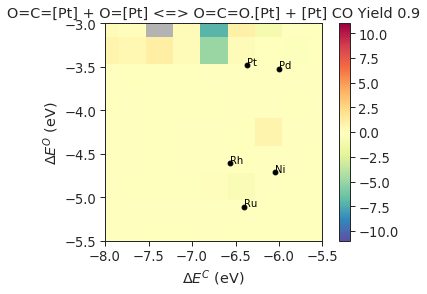 O=C=[Pt] + O=[Pt] <=> O=C=O.[Pt] + [Pt] CO Yield 0.9
−3.0
−3.5
−4.0
−4.5
−5.0
−5.5
ΔE^O (eV)
Pt
Pd
Rh
Ni
Ru
−8.0 −7.5 −7.0 −6.5 −6.0 −5.5
ΔE^C (eV)
10.0
7.5
5.0
2.5
0.0
−2.5
−5.0
−7.5
−10.0